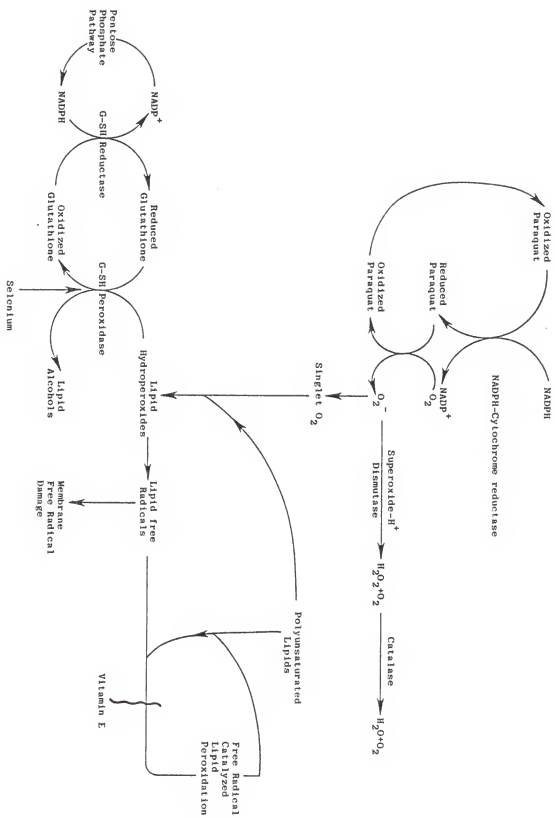 Oxidized
Paraquat
NADPH
NADPH-Cytochrome reductase
Reduced
Paraquat
NADP+
Oxidized
Paraquat
O2
O2-
Superoxide-H+
Dismutase
H2O2+O2
Catalase
H2O+O2
Singlet O2
Polyunsaturated
Lipids
Pentose
Phosphate
Pathway
NADP+
NADPH
G-SH Reductase
Reduced
Glutathione
Oxidized
Glutathione
G-SH Peroxidase
Selenium
Lipid
Hydroperoxides
Lipid
Alcohols
Lipid free
Radicals
Membrane
Free Radical
Damage
Vitamin E
Free Radical
Catalyzed
Lipid
Peroxidation